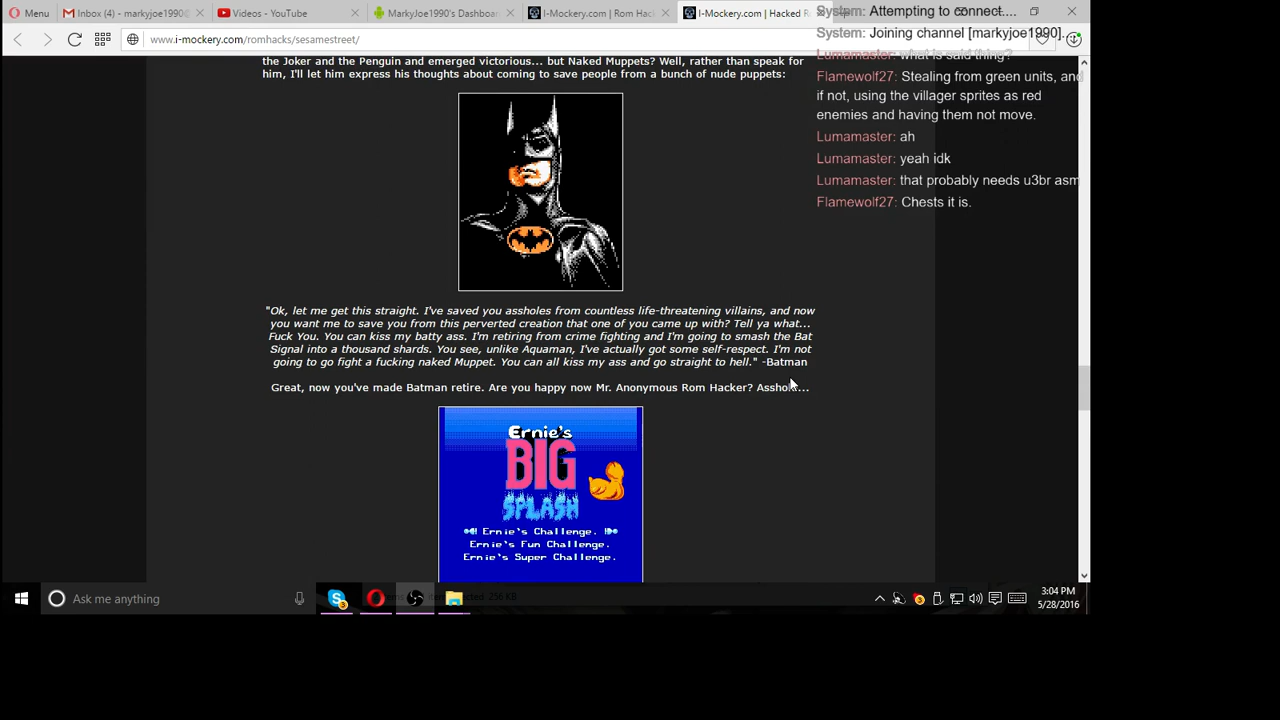 Menu
Inbox (4) - markyjoe1990@
Videos - YouTube
MarkyJoe1990's Dashboar
I-Mockery.com | Rom Hac
I-Mockery.com | Hacked R
System: Attempting to connect....
System: Joining channel [markyjoe1990]...
www.i-mockery.com/romhacks/sesamestreet/
Lumamaster: what is said thing?
Flamewolf27: Stealing from green units, and
if not, using the villager sprites as red
enemies and having them not move.
Lumamaster: ah
Lumamaster: yeah idk
Lumamaster: that probably needs u3br asm
Flamewolf27: Chests it is.
the Joker and the Penguin and emerged victorious... but Naked Muppets? Well, rather than speak for
him, I'll let him express his thoughts about coming to save people from a bunch of nude puppets:
"Ok, let me get this straight. I've saved you assholes from countless life-threatening villains, and now
you want me to save you from this perverted creation that one of you came up with? Tell ya what...
Fuck You. You can kiss my batty ass. I'm retiring from crime fighting and I'm going to smash the Bat
Signal into a thousand shards. You see, unlike Aquaman, I've actually got some self-respect. I'm not
going to go fight a fucking naked Muppet. You can all kiss my ass and go straight to hell." -Batman
Great, now you've made Batman retire. Are you happy now Mr. Anonymous Rom Hacker? Asshole...
Ernie's
BIG
SPLASH
Ernie's Challenge.
Ernie's Fun Challenge.
Ernie's Super Challenge.
Ask me anything
256 KB
3:04 PM
5/28/2016